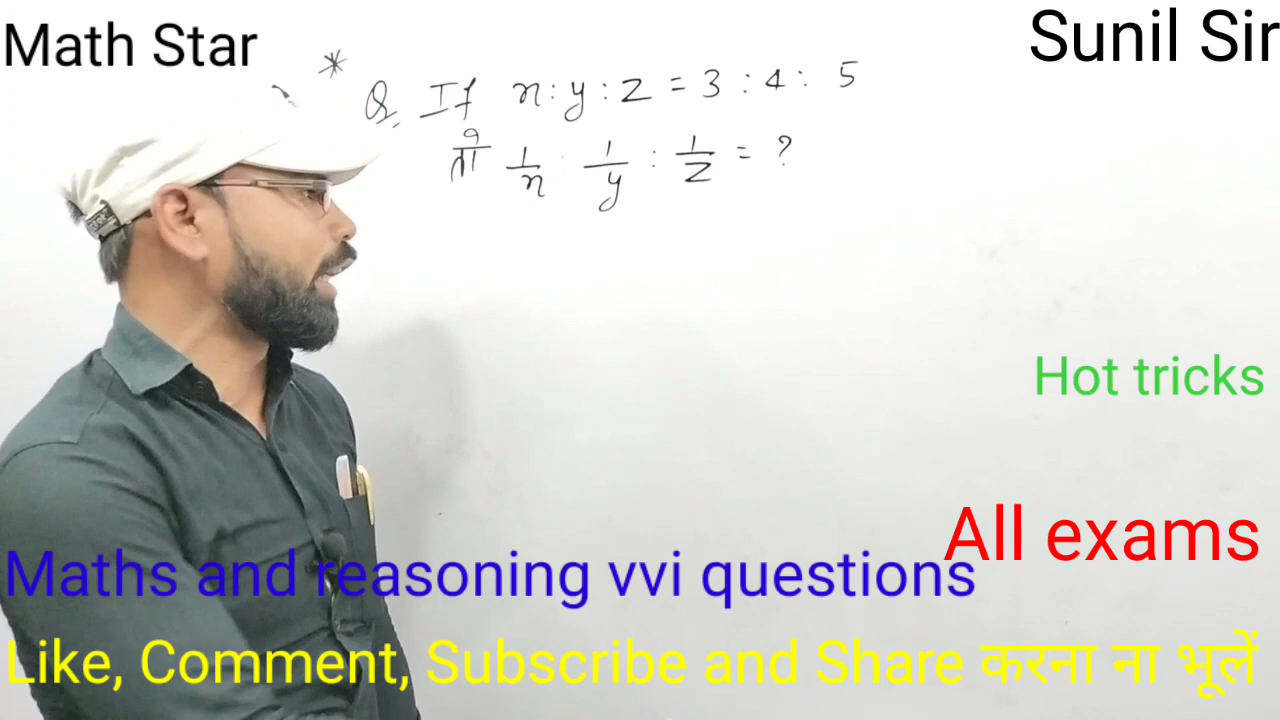 Math Star
Sunil Sir
* Q. If x : y : z = 3 : 4 : 5
तो 1/x : 1/y : 1/z = ?
Hot tricks
All exams
Maths and reasoning vvi questions
Like, Comment, Subscribe and Share करना ना भूलें